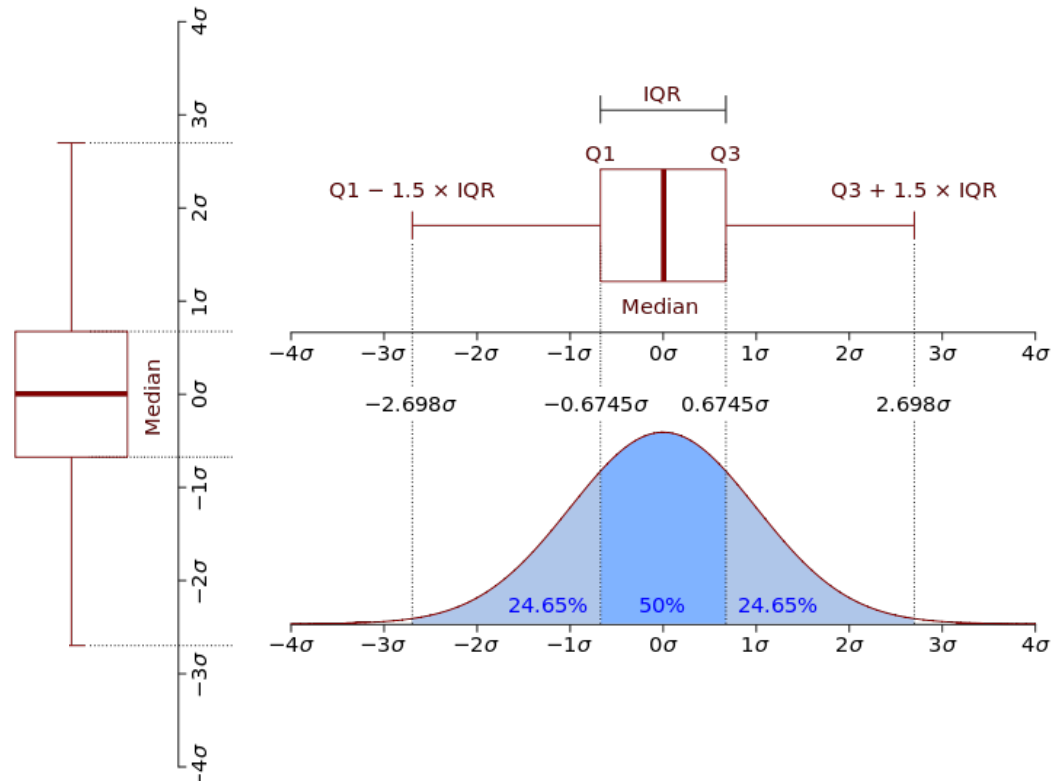 4σ
3σ
2σ
1σ
0σ
−1σ
−2σ
−3σ
−4σ
Median
IQR
Q1 Q3
Q1 − 1.5 × IQR Q3 + 1.5 × IQR
Median
−4σ −3σ −2σ −1σ 0σ 1σ 2σ 3σ 4σ
−2.698σ −0.6745σ 0.6745σ 2.698σ
24.65% 50% 24.65%
−4σ −3σ −2σ −1σ 0σ 1σ 2σ 3σ 4σ